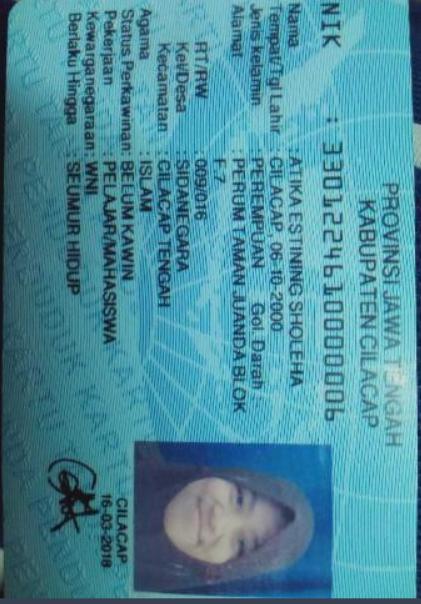 PROVINSI JAWA TENGAH
KABUPATEN CILACAP
NIK : 3301224610000006
Nama : ATIKA ESTINING SHOLEHA
Tempat/Tgl Lahir : CILACAP, 06-10-2000
Jenis kelamin : PEREMPUAN Gol. Darah :
Alamat : PERUM TAMAN JUANDA BLOK
F.7
RT/RW : 009/016
Kel/Desa : SIDANEGARA
Kecamatan : CILACAP TENGAH
Agama : ISLAM
Status Perkawinan: BELUM KAWIN
Pekerjaan : PELAJAR/MAHASISWA
Kewarganegaraan: WNI
Berlaku Hingga : SEUMUR HIDUP
CILACAP
16-03-2018